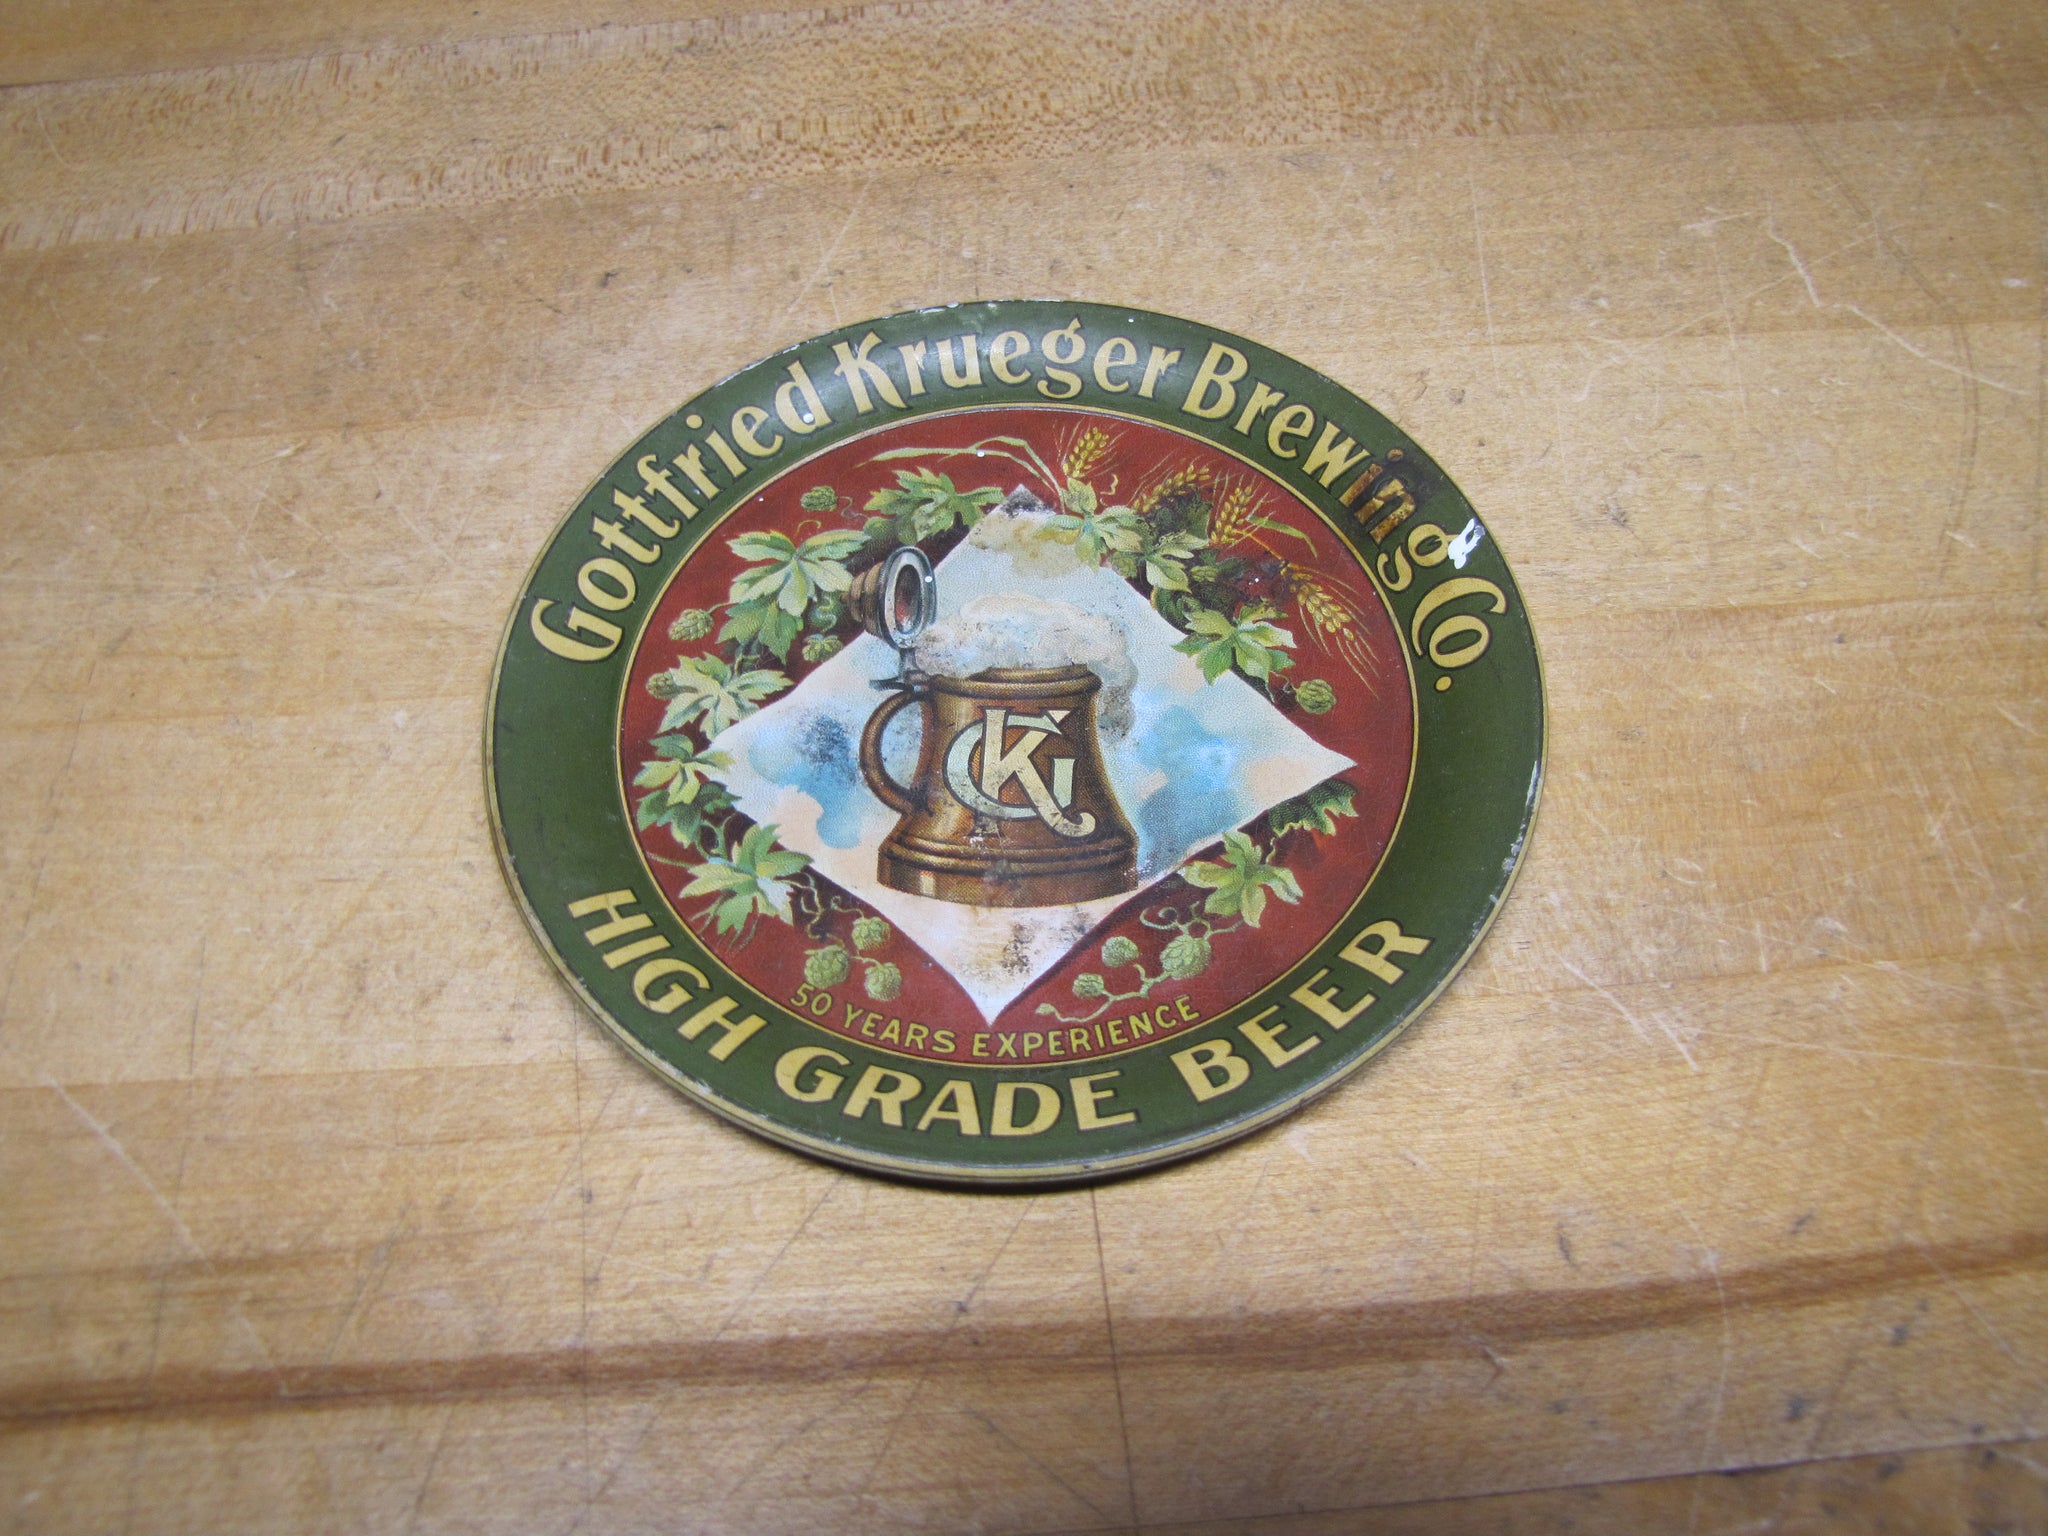 Gottfried Krueger Brewing Co.
GK
50 YEARS EXPERIENCE
HIGH GRADE BEER